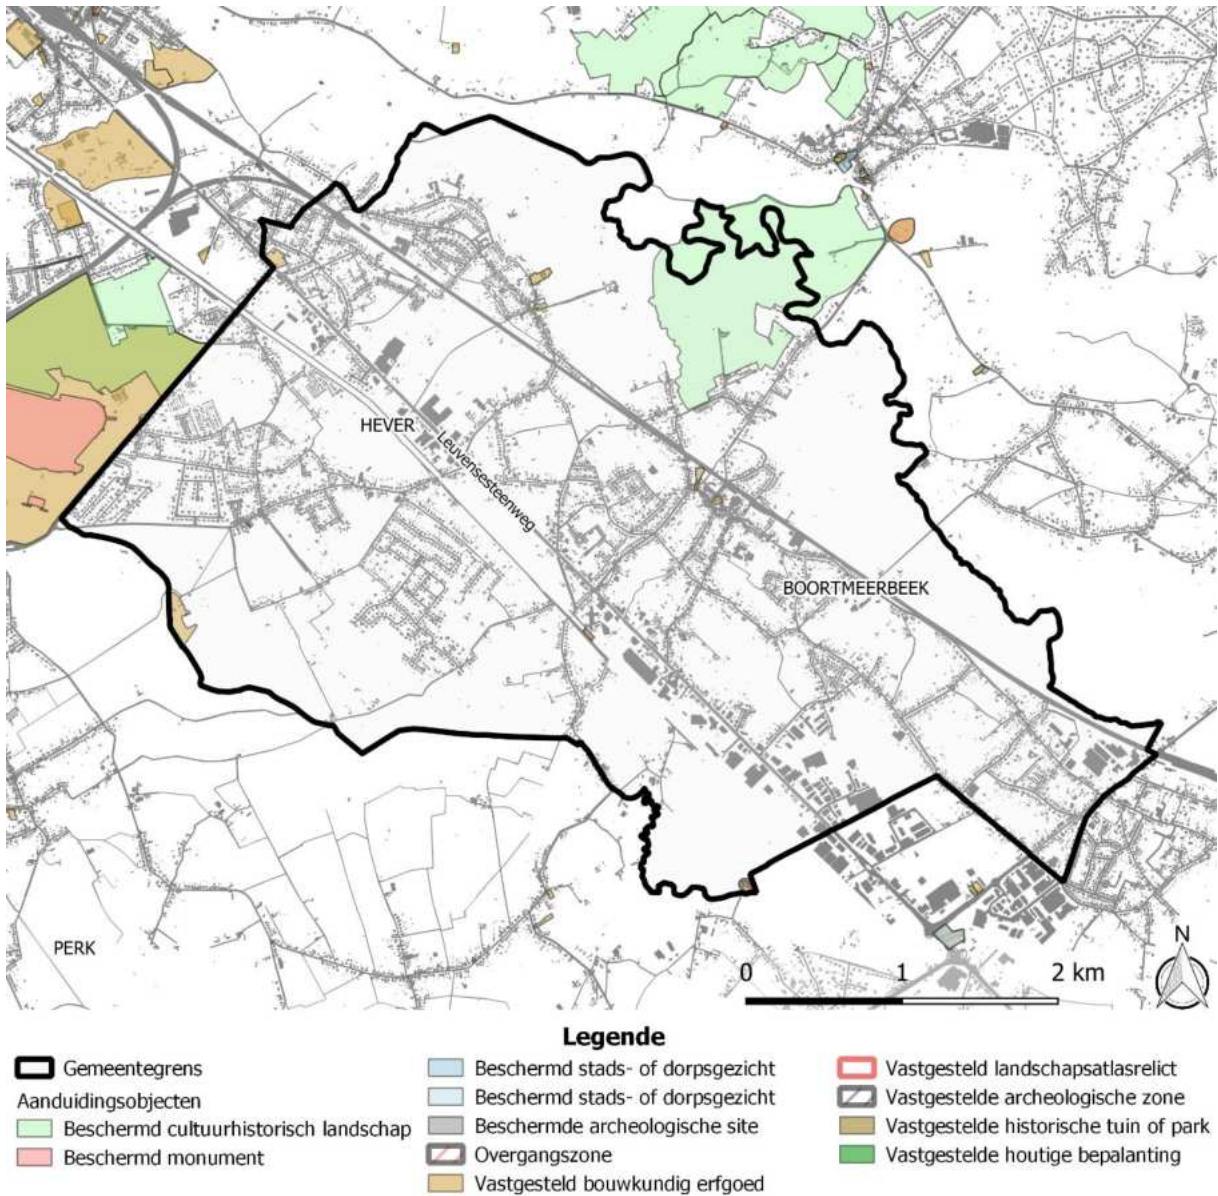 HEVER
Leuvensesteenweg
BOORTMEERBEEK
PERK
N
0 1 2 km
Legende
Gemeentegrens
Aanduidingsobjecten
Beschermd cultuurhistorisch landschap
Beschermd monument
Beschermd stads- of dorpsgezicht
Beschermd stads- of dorpsgezicht
Beschermde archeologische site
Overgangszone
Vastgesteld bouwkundig erfgoed
Vastgesteld landschapsatlasrelict
Vastgestelde archeologische zone
Vastgestelde historische tuin of park
Vastgestelde houtige bepalanting